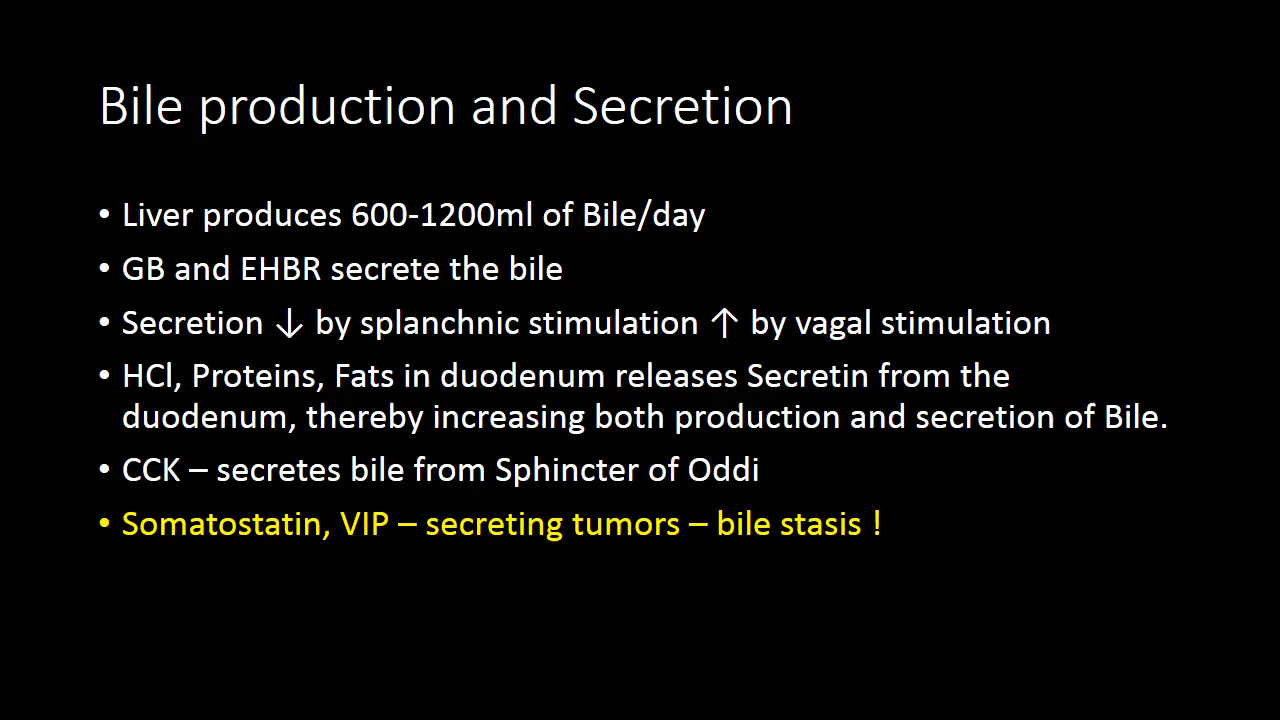 Bile production and Secretion
• Liver produces 600-1200ml of Bile/day
• GB and EHBR secrete the bile
• Secretion ↓ by splanchnic stimulation ↑ by vagal stimulation
• HCl, Proteins, Fats in duodenum releases Secretin from the
duodenum, thereby increasing both production and secretion of Bile.
• CCK – secretes bile from Sphincter of Oddi
• Somatostatin, VIP – secreting tumors – bile stasis !